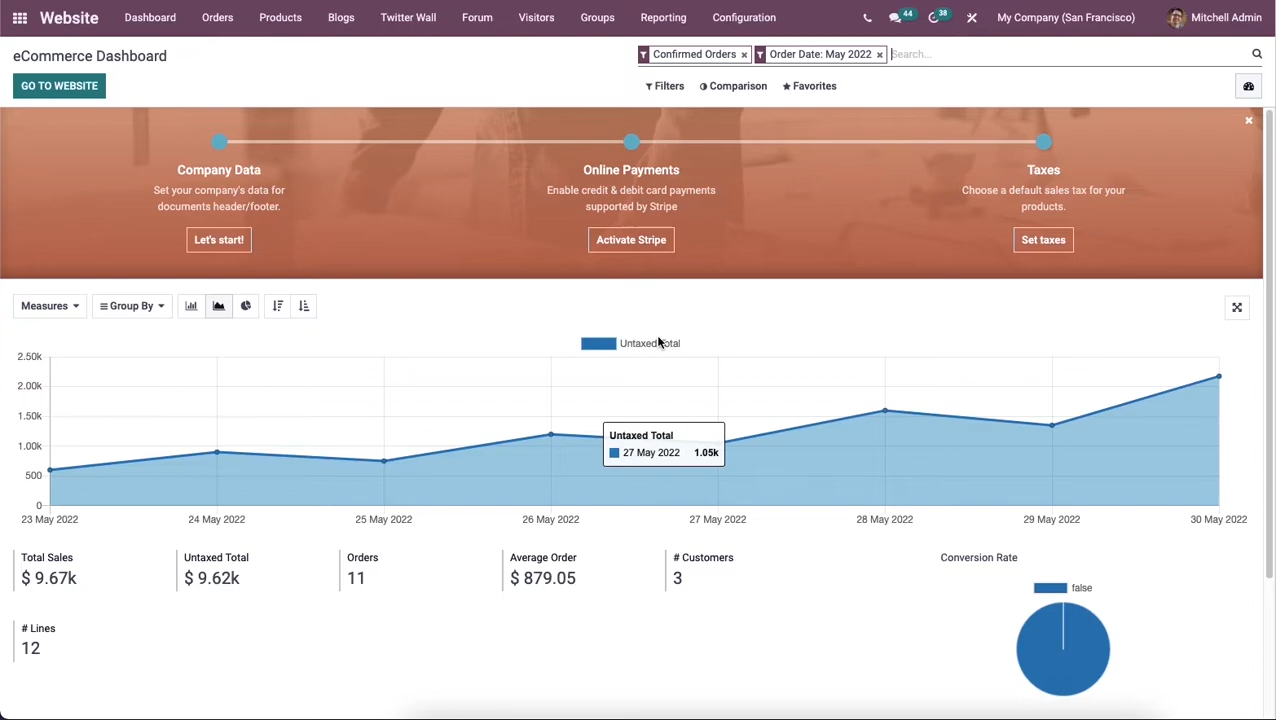 Website Dashboard Orders Products Blogs Twitter Wall Forum Visitors Groups Reporting Configuration 44 38 My Company (San Francisco) Mitchell Admin
eCommerce Dashboard
Confirmed Orders × Order Date: May 2022 × Search...
GO TO WEBSITE
Filters Comparison Favorites
Company Data
Set your company's data for
documents header/footer.
Let's start!
Online Payments
Enable credit & debit card payments
supported by Stripe
Activate Stripe
Taxes
Choose a default sales tax for your
products.
Set taxes
Measures Group By
Untaxed Total
2.50k
2.00k
1.50k
1.00k
500
0
Untaxed Total
27 May 2022 1.05k
23 May 2022 24 May 2022 25 May 2022 26 May 2022 27 May 2022 28 May 2022 29 May 2022 30 May 2022
Total Sales
$ 9.67k
Untaxed Total
$ 9.62k
Orders
11
Average Order
$ 879.05
# Customers
3
Conversion Rate
false
# Lines
12